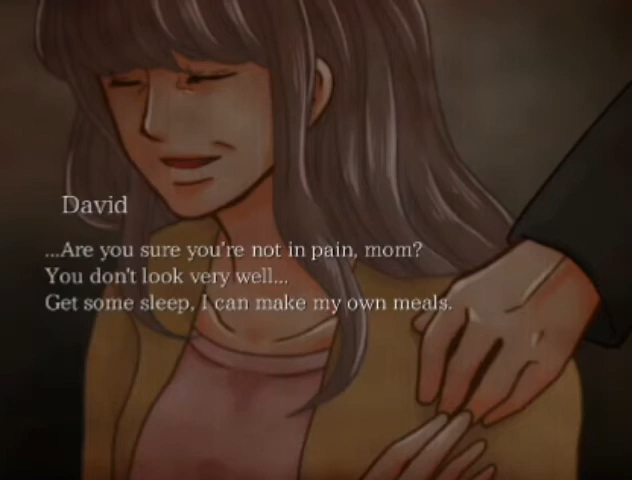 David
...Are you sure you're not in pain, mom?
You don't look very well...
Get some sleep, I can make my own meals.